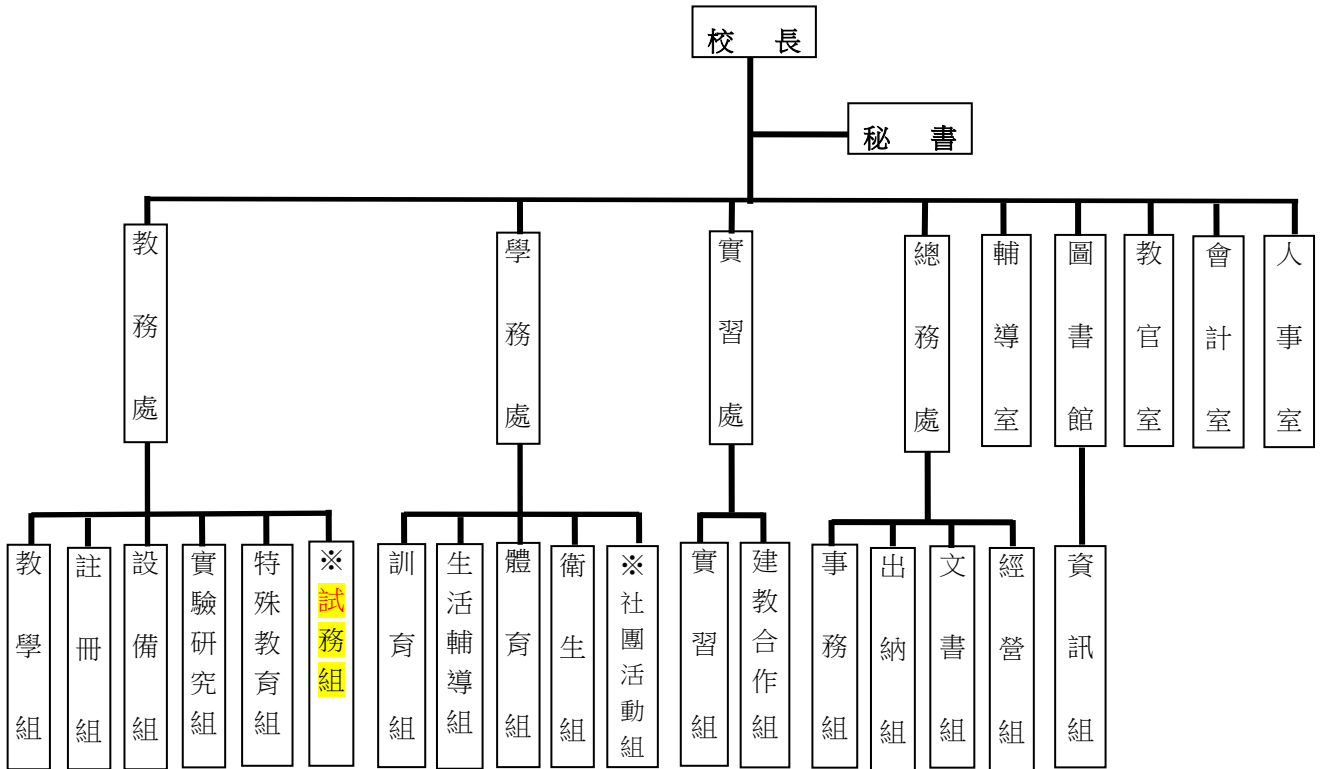 校長
秘書
教務處
學務處
實習處
總務處
輔導室
圖書館
教官室
會計室
人事室
教學組
註冊組
設備組
實驗研究組
特殊教育組
※試務組
訓育組
生活輔導組
體育組
衛生組
※社團活動組
實習組
建教合作組
事務組
出納組
文書組
經營組
資訊組